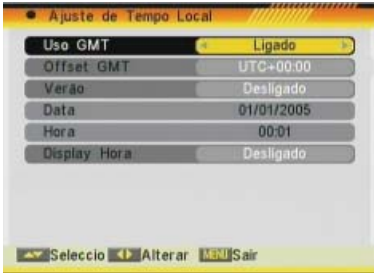 Ajuste de Tempo Local
Uso GMT Ligado
Offset GMT UTC+00:00
Verão Desligado
Data 01/01/2005
Hora 00:01
Display Hora Desligado
Seleccio Alterar MENU Sair